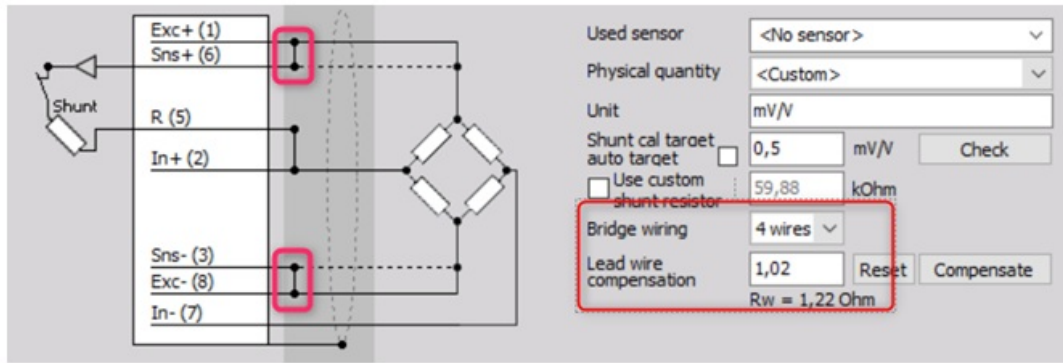 Exc+ (1)
Sns+ (6)
Shunt
R (5)
In+ (2)
Sns- (3)
Exc- (8)
In- (7)
Used sensor <No sensor>
Physical quantity <Custom>
Unit mV/V
Shunt cal target
auto target 0,5 mV/V Check
Use custom
shunt resistor 59,88 kOhm
Bridge wiring 4 wires
Lead wire
compensation 1,02 Reset Compensate
Rw = 1,22 Ohm